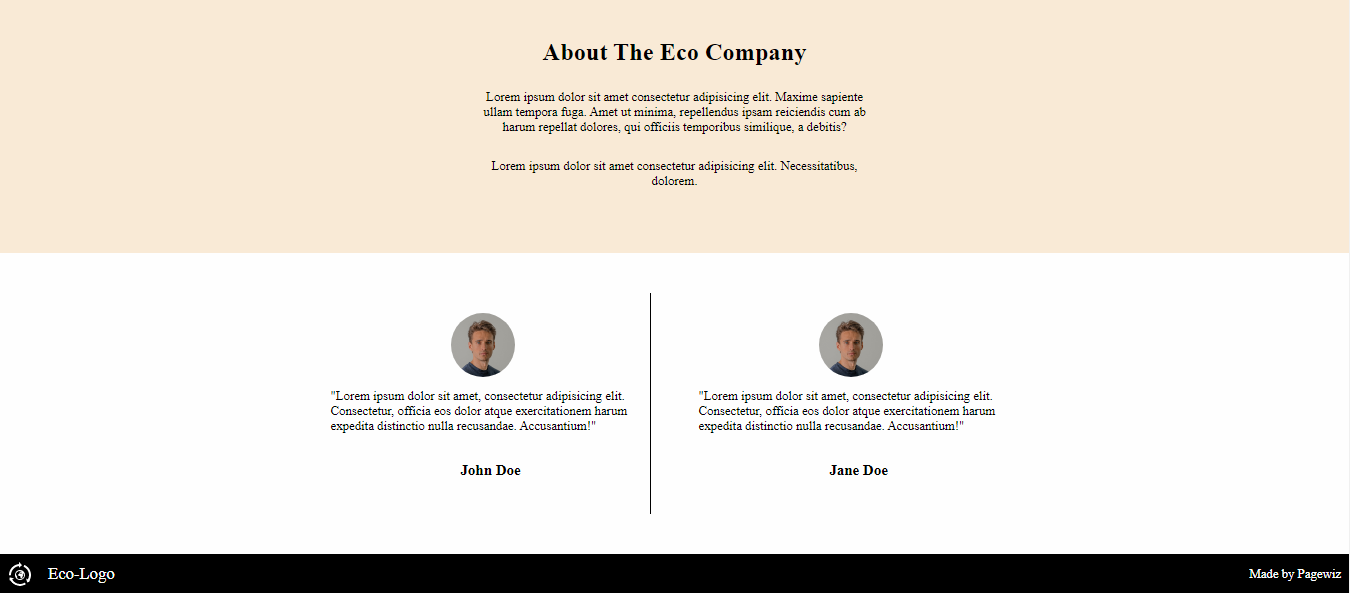 About The Eco Company
Lorem ipsum dolor sit amet consectetur adipisicing elit. Maxime sapiente
ullam tempora fuga. Amet ut minima, repellendus ipsam reiciendis cum ab
harum repellat dolores, qui officiis temporibus similique, a debitis?
Lorem ipsum dolor sit amet consectetur adipisicing elit. Necessitatibus,
dolorem.
"Lorem ipsum dolor sit amet, consectetur adipisicing elit.
Consectetur, officia eos dolor atque exercitationem harum
expedita distinctio nulla recusandae. Accusantium!"
John Doe
"Lorem ipsum dolor sit amet, consectetur adipisicing elit.
Consectetur, officia eos dolor atque exercitationem harum
expedita distinctio nulla recusandae. Accusantium!"
Jane Doe
Eco-Logo
Made by Pagewiz